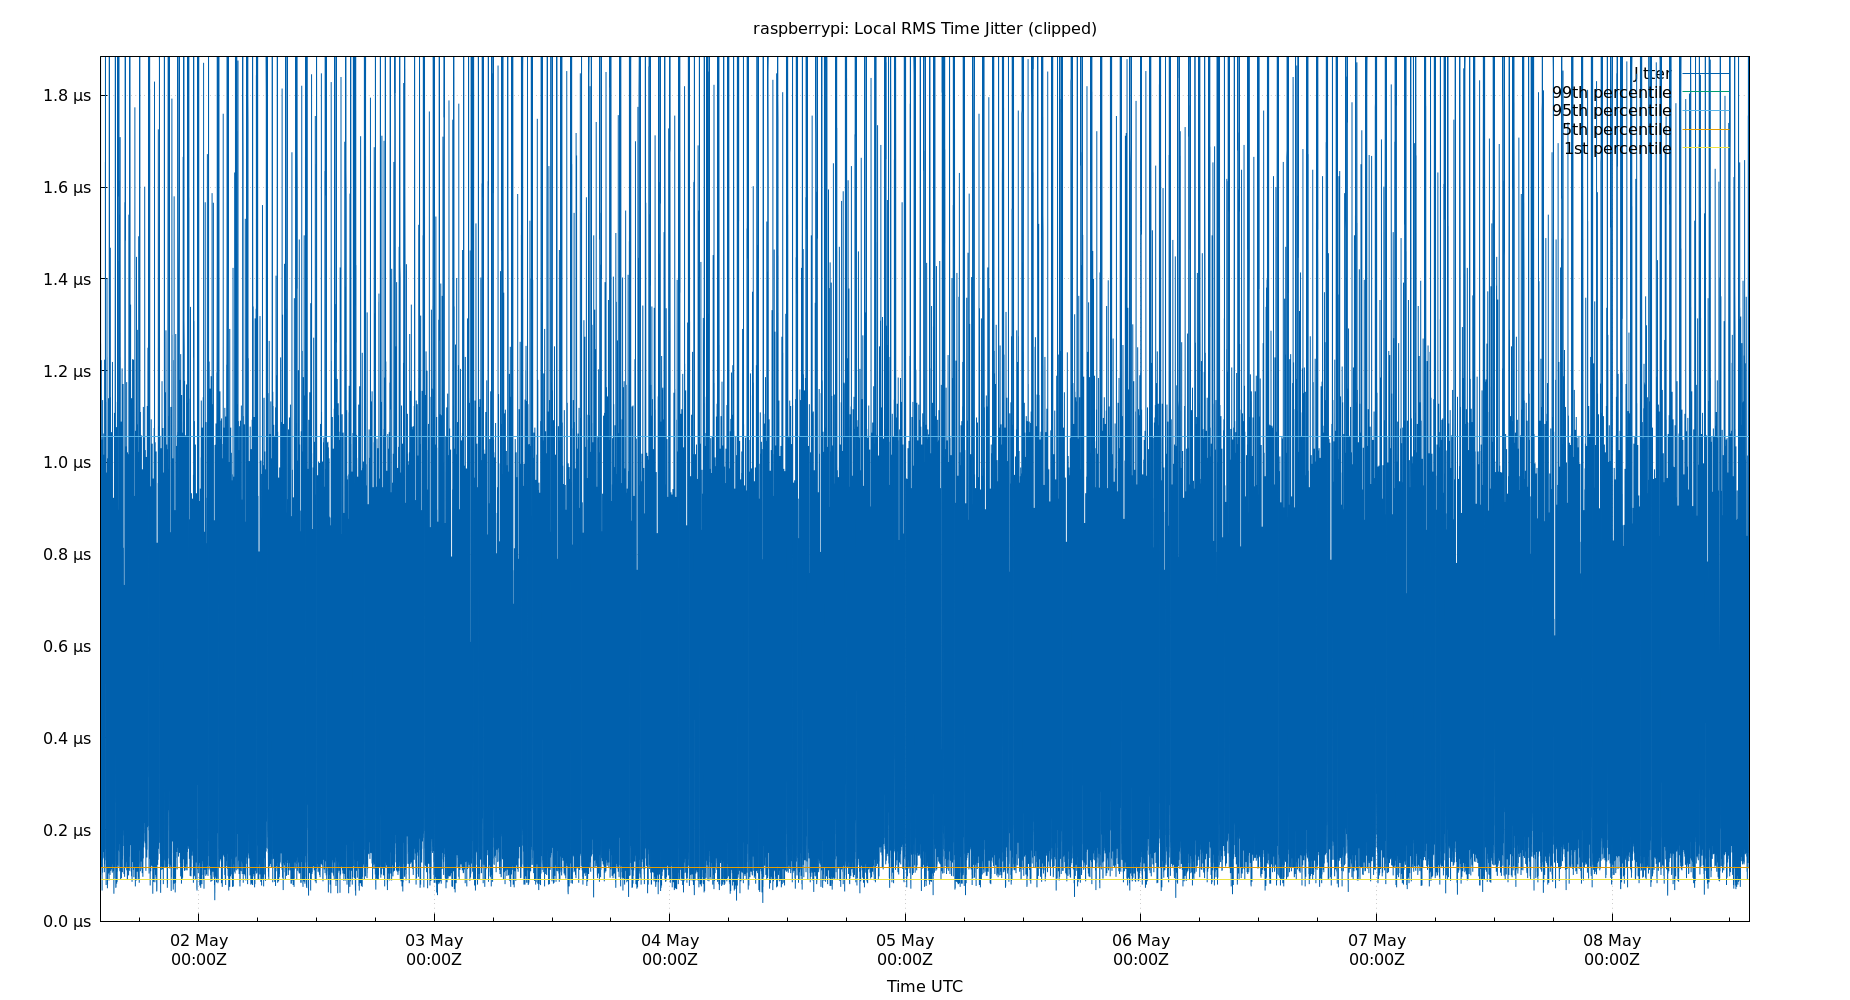 raspberrypi: Local RMS Time Jitter (clipped)
Jitter
99th percentile
95th percentile
5th percentile
1st percentile
1.8 µs
1.6 µs
1.4 µs
1.2 µs
1.0 µs
0.8 µs
0.6 µs
0.4 µs
0.2 µs
0.0 µs
02 May 03 May 04 May 05 May 06 May 07 May 08 May
00:00Z 00:00Z 00:00Z 00:00Z 00:00Z 00:00Z 00:00Z
Time UTC